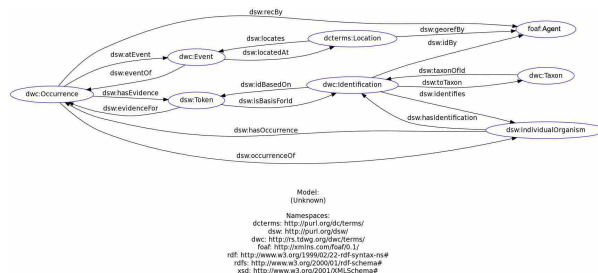 dsw:recBy
foaf:Agent
dsw:georefBy
dcterms:Location
dsw:locates
dsw:idBy
dsw:atEvent
dwc:Event
dsw:locatedAt
dsw:eventOf
dsw:taxonOfId
dwc:Taxon
dsw:toTaxon
dsw:idBasedOn
dwc:Identification
dsw:hasEvidence
dwc:Occurrence
dsw:Token
dsw:identifies
dsw:isBasisForId
dsw:evidenceFor
dsw:hasIdentification
dsw:hasOccurrence
dsw:IndividualOrganism
dsw:occurrenceOf
Model:
(Unknown)
Namespaces:
dcterms: http://purl.org/dc/terms/
dsw: http://purl.org/dsw/
dwc: http://rs.tdwg.org/dwc/terms/
foaf: http://xmlns.com/foaf/0.1/
rdf: http://www.w3.org/1999/02/22-rdf-syntax-ns#
rdfs: http://www.w3.org/2000/01/rdf-schema#
xsd: http://www.w3.org/2001/XMLSchema#